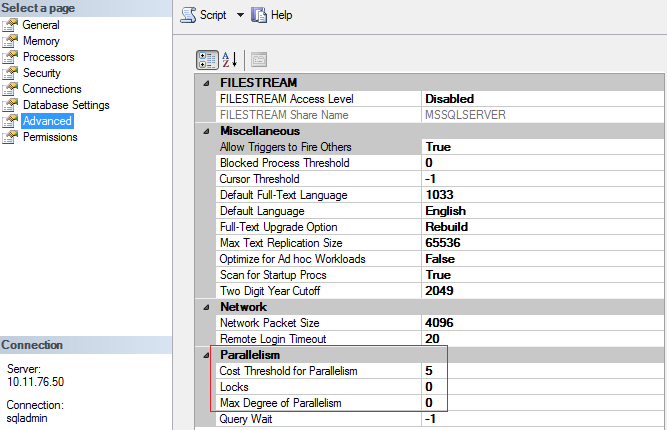 Select a page
General
Memory
Processors
Security
Connections
Database Settings
Advanced
Permissions
Connection
Server:
10.11.76.50
Connection:
sqladmin
Script Help
FILESTREAM
FILESTREAM Access Level Disabled
FILESTREAM Share Name MSSQLSERVER
Miscellaneous
Allow Triggers to Fire Others True
Blocked Process Threshold 0
Cursor Threshold -1
Default Full-Text Language 1033
Default Language English
Full-Text Upgrade Option Rebuild
Max Text Replication Size 65536
Optimize for Ad hoc Workloads False
Scan for Startup Procs True
Two Digit Year Cutoff 2049
Network
Network Packet Size 4096
Remote Login Timeout 20
Parallelism
Cost Threshold for Parallelism 5
Locks 0
Max Degree of Parallelism 0
Query Wait -1